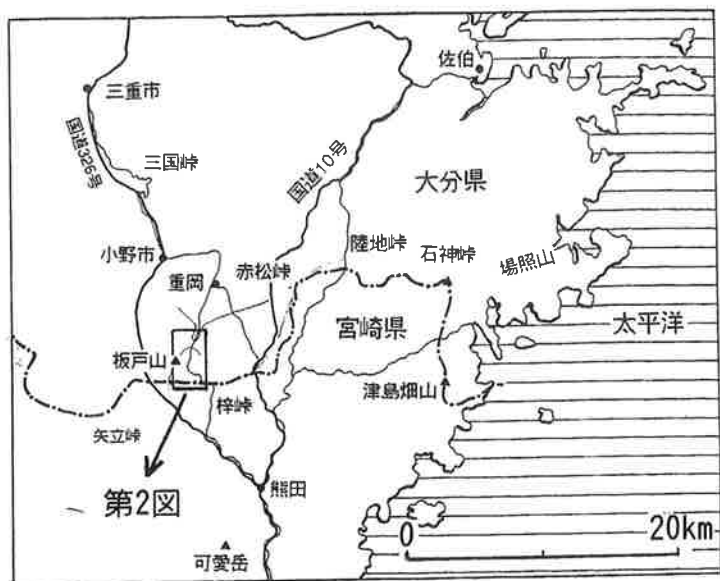 佐伯
三重市
国道326号
三国峠
国道10号
大分県
小野市
重岡
赤松峠
陸地峠
石神峠
場照山
宮崎県
太平洋
板戸山
津島畑山
梓峠
矢立峠
熊田
第2図
0 20km
可愛岳